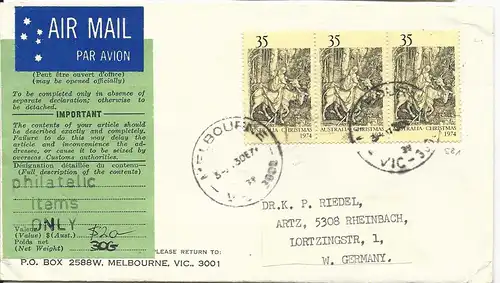 AIR MAIL
PAR AVION
(Peut être ouvert d'office)
(may be opened officially)
To be completed only in absence of
separate declaration; otherwise to
be detached.
IMPORTANT
The contents of your article should
be described exactly and completely.
Failure to do this may delay the
article and inconvenience the ad-
dressee, or cause it to be seized by
overseas Customs authorities.
Désignation détaillée du contenu
(Full description of contents)
philatelic
items
ONLY
Valeur
(Value) $(Aust.) $20
Poids net
(Net Weight) 30G
PLEASE RETURN TO:
P.O. BOX 2588W, MELBOURNE, VIC., 3001
35
35
35
AUSTRALIA CHRISTMAS
1974
AUSTRALIA CHRISTMAS
1974
CHRISTMAS
1974
MELBOURNE
VIC-
DR.K. P. RIEDEL,
ARTZ, 5308 RHEINBACH,
LORTZINGSTR, 1,
W. GERMANY.